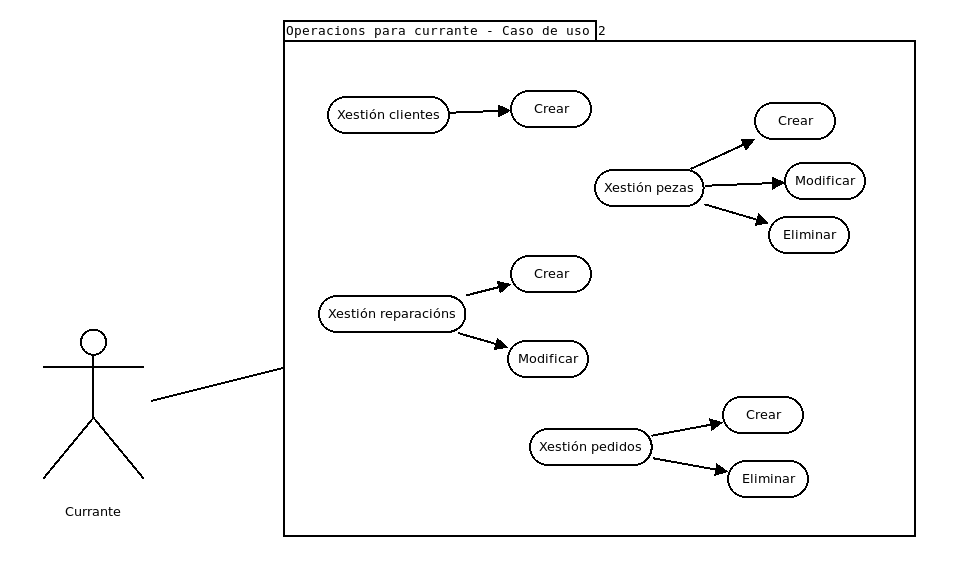 Operacions para currante - Caso de uso 2
Xestión clientes
Crear
Crear
Xestión pezas
Modificar
Eliminar
Crear
Xestión reparacións
Modificar
Crear
Xestión pedidos
Eliminar
Currante